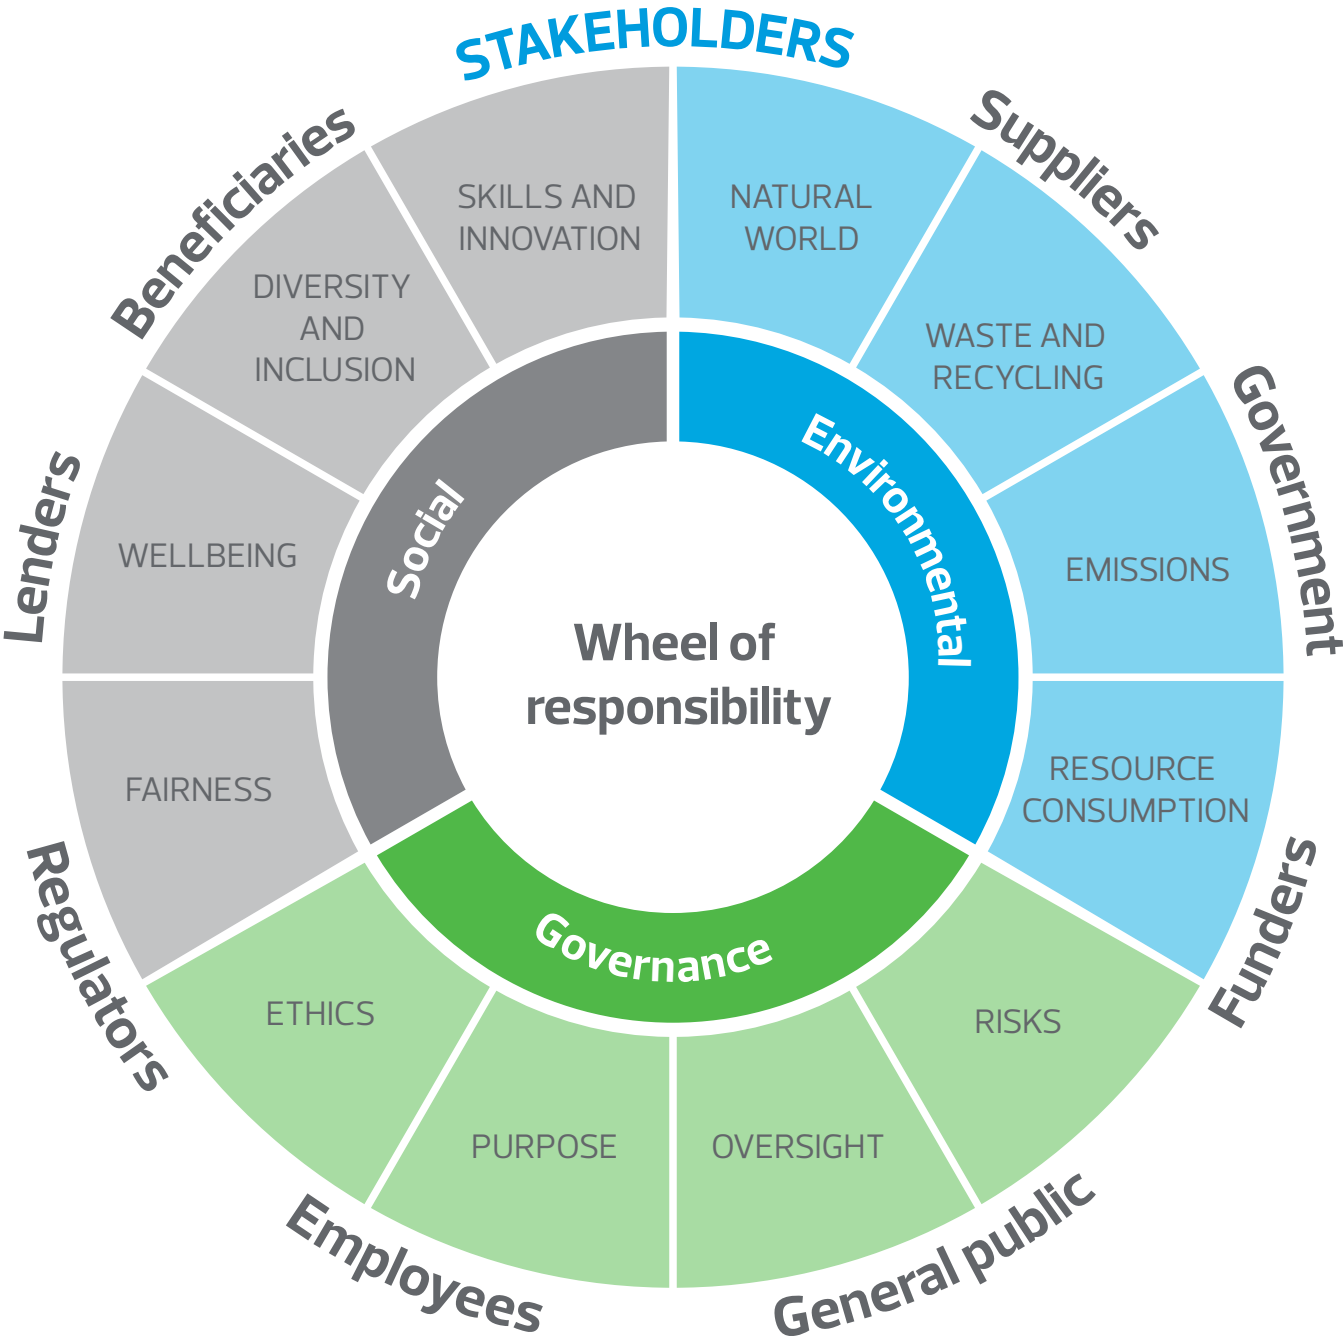 STAKEHOLDERS
Suppliers
Government
Funders
General public
Employees
Regulators
Lenders
Beneficiaries
NATURAL
WORLD
WASTE AND
RECYCLING
EMISSIONS
RESOURCE
CONSUMPTION
RISKS
OVERSIGHT
PURPOSE
ETHICS
FAIRNESS
WELLBEING
DIVERSITY
AND
INCLUSION
SKILLS AND
INNOVATION
Environmental
Governance
Social
Wheel of
responsibility